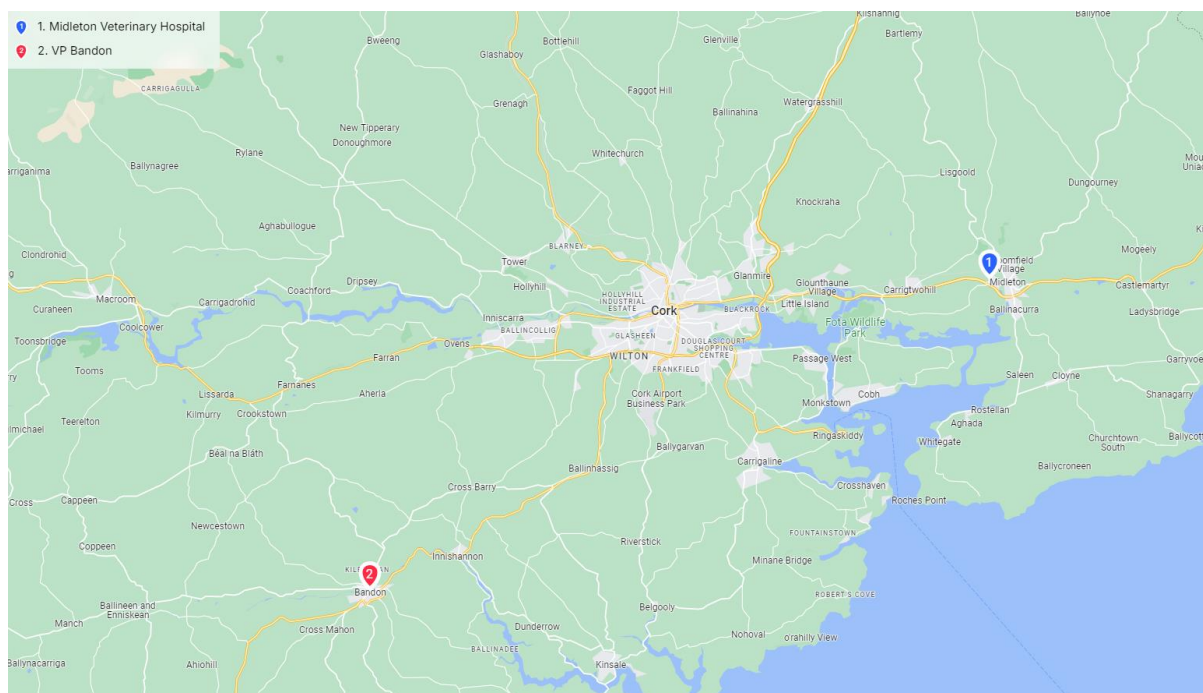 1. Midleton Veterinary Hospital
2. VP Bandon
Kilshannig
Ballynoe
Bartlemy
Bweeng
Bottlehill
Glenville
Glashaboy
CARRIGAGULLA
Faggot Hill
Grenagh
Watergrasshill
Ballinahina
New Tipperary
Donoughmore
Rylane
Whitechurch
Ballynagree
Lisgoold
Dungourney
Knockraha
Aghabullogue
BLARNEY
Clondrohid
Tower
Glanmire
Mogeely
1
Village
Midleton
Dripsey
Coachford
Hollyhill
HOLLYHILL
INDUSTRIAL
ESTATE
Glounthaune
Village
Carrigtwohill
Castlemartyr
Macroom
Carrigadrohid
Little Island
Curaheen
Cork
BLACKROCK
Ballinacurra
Ladysbridge
Inniscarra
Coolcower
BALLINCOLLIG
GLASHEEN
Fota Wildlife
Park
Toonsbridge
Ovens
DOUGLAS COURT
SHOPPING
CENTRE
WILTON
Farran
Passage West
Tooms
FRANKFIELD
Saleen
Cloyne
Farnanes
Lissarda
Aherla
Cork Airport
Business Park
Cobh
Shanagarry
Monkstown
Kilmurry
Crookstown
Rostellan
Teerelton
Aghada
Ringaskiddy
Whitegate
Churchtown
South
Béal na Bláth
Ballygarvan
Carrigaline
Ballinhassig
Ballycroneen
Cross Barry
Crosshaven
Cross
Cappeen
Roches Point
Newcestown
FOUNTAINSTOWN
Riverstick
Coppeen
Innishannon
Minane Bridge
2
Bandon
ROBERT'S COVE
Ballineen and
Enniskean
Belgooly
Manch
Dunderrow
Cross Mahon
Nohoval
BALLINADEE
Ballynacarriga
Ahiohill
Kinsale